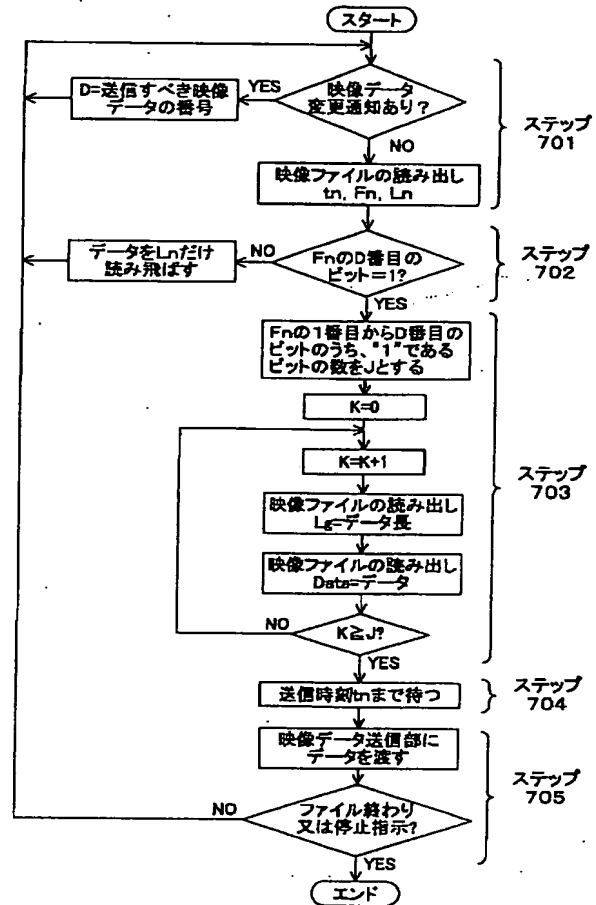 スタート
映像データ
変更通知あり？
YES
D=送信すべき映像
データの番号
NO
映像ファイルの読み出し
tn, Fn, Ln
ステップ
701
FnのD番目の
ビット＝1？
NO
データをLnだけ
読み飛ばす
YES
ステップ
702
Fnの1番目からD番目の
ビットのうち、“1”である
ビットの数をJとする
K=0
K=K+1
映像ファイルの読み出し
Lg=データ長
映像ファイルの読み出し
Data=データ
K≧J?
NO
YES
ステップ
703
送信時刻tnまで待つ
ステップ
704
映像データ送信部に
データを渡す
ファイル終わり
又は停止指示？
NO
YES
ステップ
705
エンド